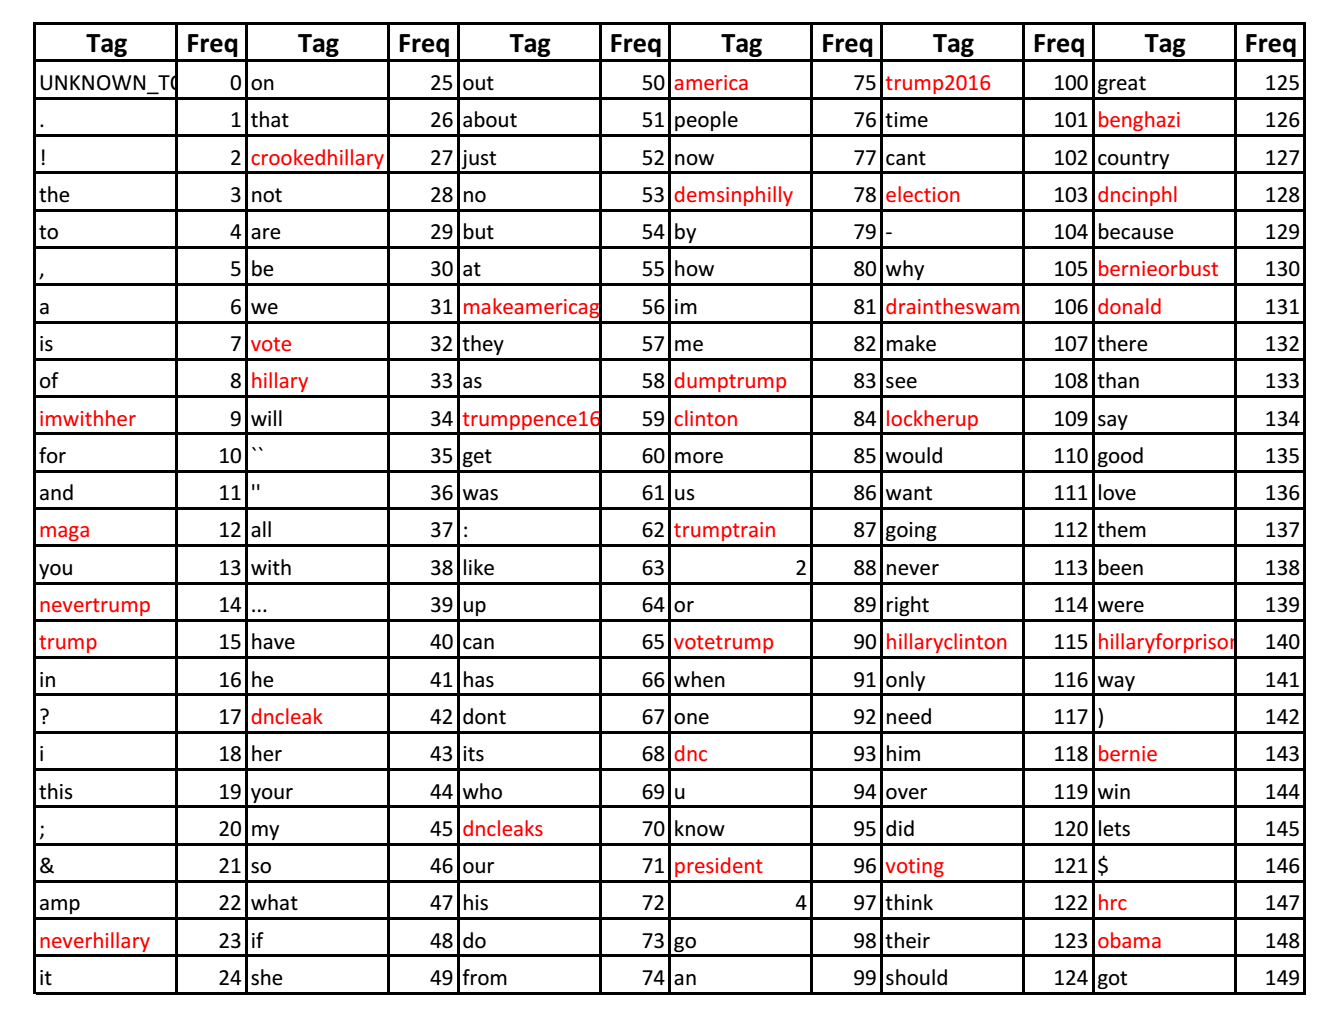 Tag Freq Tag Freq Tag Freq Tag Freq Tag Freq Tag Freq
UNKNOWN_TO 0 on 25 out 50 america 75 trump2016 100 great 125
. 1 that 26 about 51 people 76 time 101 benghazi 126
! 2 crookedhillary 27 just 52 now 77 cant 102 country 127
the 3 not 28 no 53 demsinphilly 78 election 103 dncinphl 128
to 4 are 29 but 54 by 79 - 104 because 129
, 5 be 30 at 55 how 80 why 105 bernieorbust 130
a 6 we 31 makeamericag 56 im 81 draintheswam 106 donald 131
is 7 vote 32 they 57 me 82 make 107 there 132
of 8 hillary 33 as 58 dumptrump 83 see 108 than 133
imwithher 9 will 34 trumppence16 59 clinton 84 lockherup 109 say 134
for 10 `` 35 get 60 more 85 would 110 good 135
and 11 '' 36 was 61 us 86 want 111 love 136
maga 12 all 37 : 62 trumptrain 87 going 112 them 137
you 13 with 38 like 63 2 88 never 113 been 138
nevertrump 14 ... 39 up 64 or 89 right 114 were 139
trump 15 have 40 can 65 votetrump 90 hillaryclinton 115 hillaryforprisor 140
in 16 he 41 has 66 when 91 only 116 way 141
? 17 dncleak 42 dont 67 one 92 need 117 ) 142
i 18 her 43 its 68 dnc 93 him 118 bernie 143
this 19 your 44 who 69 u 94 over 119 win 144
; 20 my 45 dncleaks 70 know 95 did 120 lets 145
& 21 so 46 our 71 president 96 voting 121 $ 146
amp 22 what 47 his 72 4 97 think 122 hrc 147
neverhillary 23 if 48 do 73 go 98 their 123 obama 148
it 24 she 49 from 74 an 99 should 124 got 149